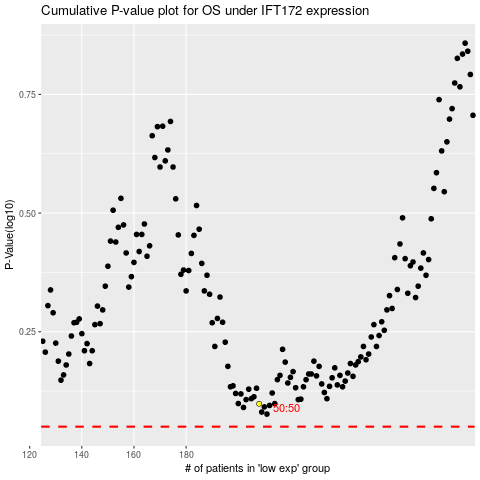 Cumulative P-value plot for OS under IFT172 expression
P-Value(log10)
0.75
0.50
0.25
50:50
120 140 160 180
# of patients in 'low exp' group